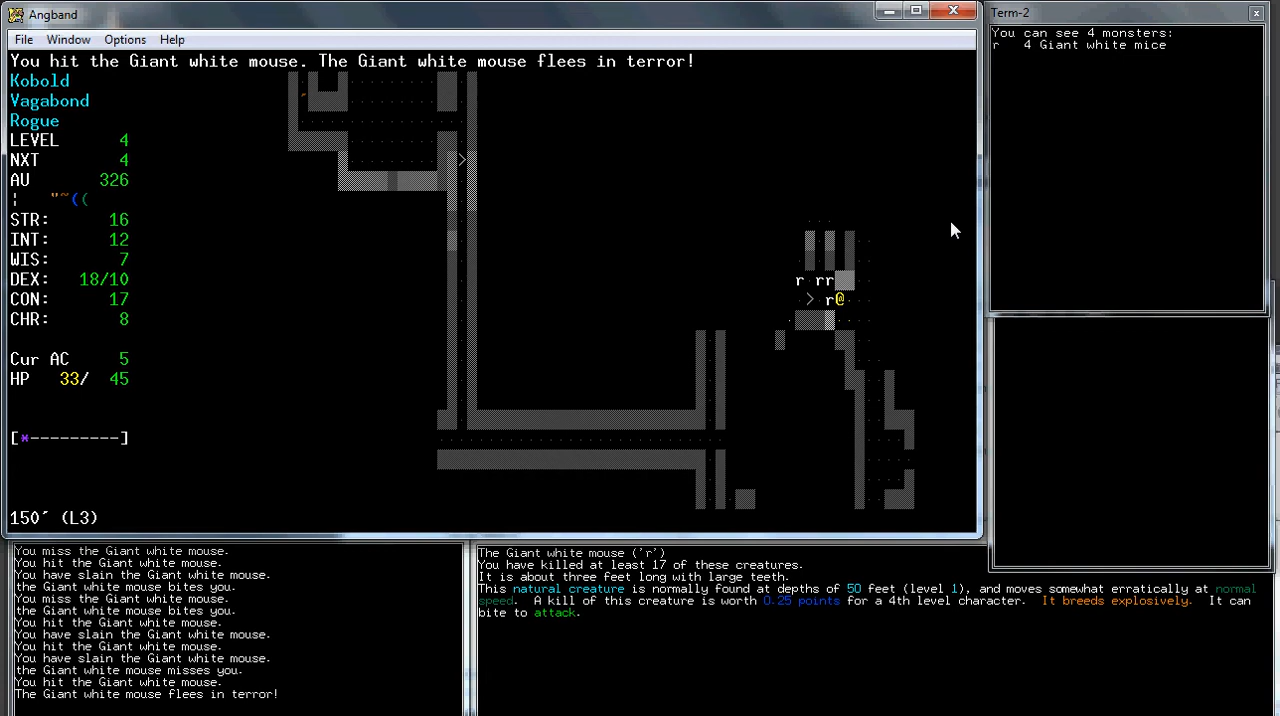 Angband
File Window Options Help
You hit the Giant white mouse. The Giant white mouse flees in terror!
Kobold
Vagabond
Rogue
LEVEL 4
NXT 4
AU 326
¦ "~((
STR: 16
INT: 12
WIS: 7
DEX: 18/10
CON: 17
CHR: 8
Cur AC 5
HP 33/ 45
[*---------]
150' (L3)
>
r rr
> r@
Term-2
You can see 4 monsters:
r 4 Giant white mice
You miss the Giant white mouse.
You hit the Giant white mouse.
You have slain the Giant white mouse.
the Giant white mouse bites you.
You miss the Giant white mouse.
the Giant white mouse bites you.
You hit the Giant white mouse.
You have slain the Giant white mouse.
You hit the Giant white mouse.
You have slain the Giant white mouse.
the Giant white mouse misses you.
You hit the Giant white mouse.
The Giant white mouse flees in terror!
The Giant white mouse ('r')
You have killed at least 17 of these creatures.
It is about three feet long with large teeth.
This natural creature is normally found at depths of 50 feet (level 1), and moves somewhat erratically at normal
speed. A kill of this creature is worth 0.25 points for a 4th level character. It breeds explosively. It can
bite to attack.